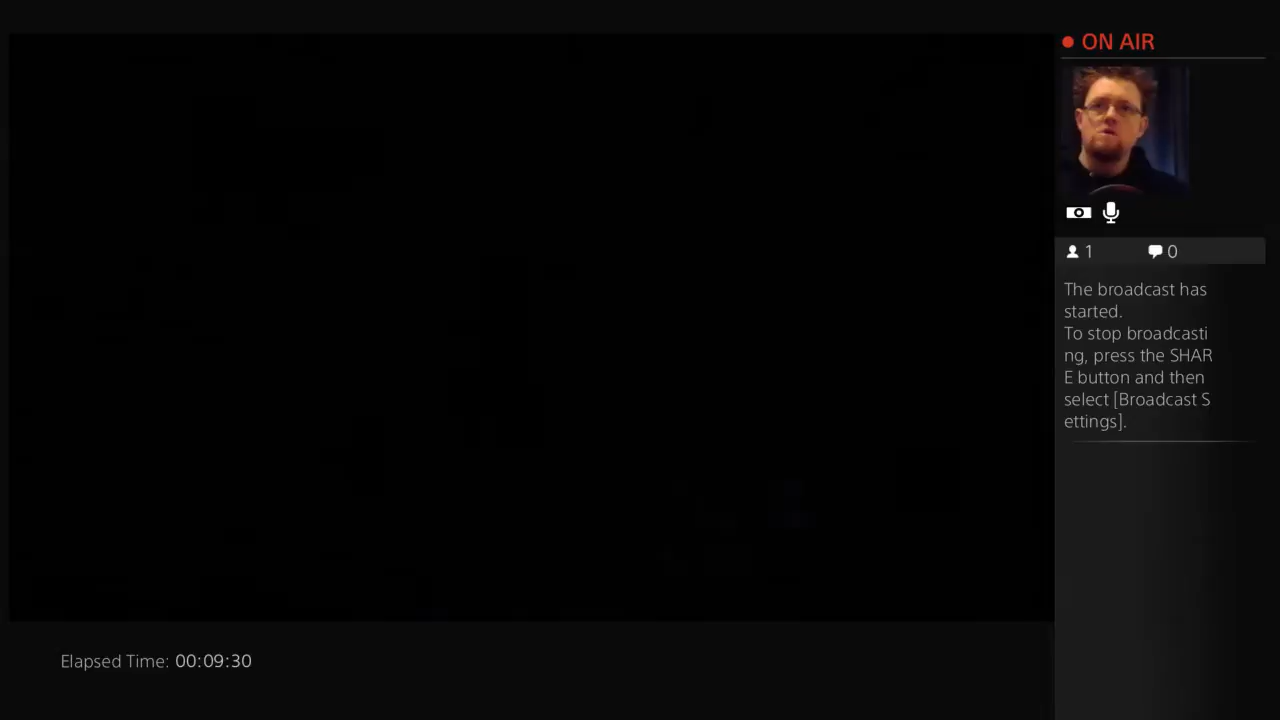 ON AIR
1 0
The broadcast has
started.
To stop broadcasti
ng, press the SHAR
E button and then
select [Broadcast S
ettings].
Elapsed Time: 00:09:30